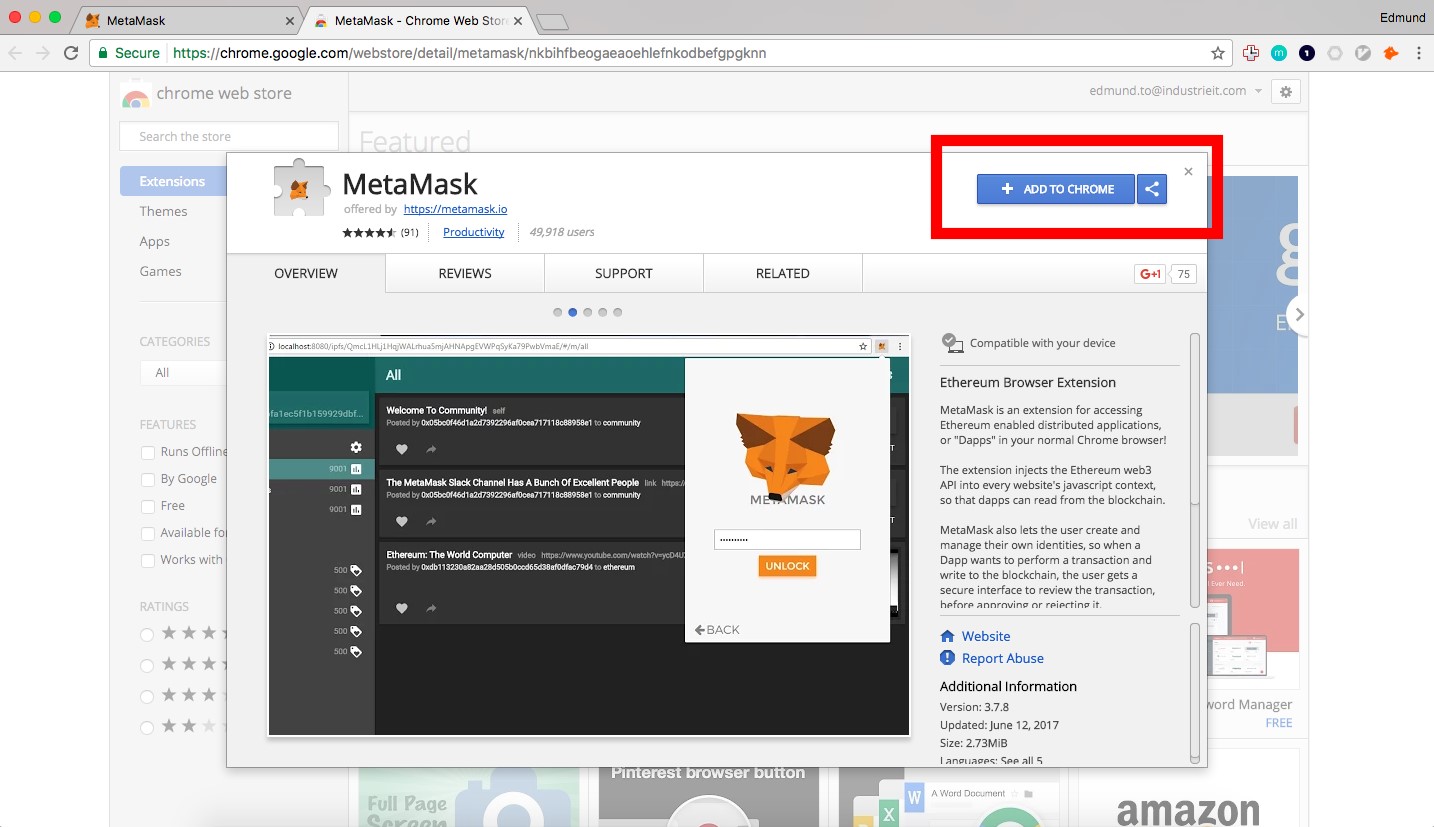 MetaMask
MetaMask - Chrome Web Stor
Edmund
Secure
https://chrome.google.com/webstore/detail/metamask/nkbihfbeogaeaoehlefnkodbefgpgknn
chrome web store
edmund.to@industrieit.com
Search the store
Featured
Extensions
Themes
Apps
Games
CATEGORIES
All
FEATURES
Runs Offline
By Google
Free
Available for
Works with
RATINGS
MetaMask
offered by https://metamask.io
(91)
Productivity
49,918 users
+ ADD TO CHROME
OVERVIEW
REVIEWS
SUPPORT
RELATED
G+1
75
All
Welcome To Community! self
Posted by 0x05bc0f46d1a2d7392296af0cea717118c88958e1 to community
The MetaMask Slack Channel Has A Bunch Of Excellent People link https:/
Posted by 0x05bc0f46d1a2d7392296af0cea717118c88958e1 to community
Ethereum: The World Computer video https://www.youtube.com/watch?v=ycD4U
Posted by 0xdb113230a82aa28d505b0ccd65d38af0dfac79d4 to ethereum
9001
9001
9001
500
500
500
500
500
METAMASK
UNLOCK
BACK
Compatible with your device
Ethereum Browser Extension
MetaMask is an extension for accessing
Ethereum enabled distributed applications,
or "Dapps" in your normal Chrome browser!
The extension injects the Ethereum web3
API into every website's javascript context,
so that dapps can read from the blockchain.
MetaMask also lets the user create and
manage their own identities, so when a
Dapp wants to perform a transaction and
write to the blockchain, the user gets a
secure interface to review the transaction,
before approving or rejecting it.
Website
Report Abuse
Additional Information
Version: 3.7.8
Updated: June 12, 2017
Size: 2.73MiB
Languages: See all 5
View all
word Manager
FREE
Full Page
Screen
Pinterest browser button
W
X
A Word Document
amazon